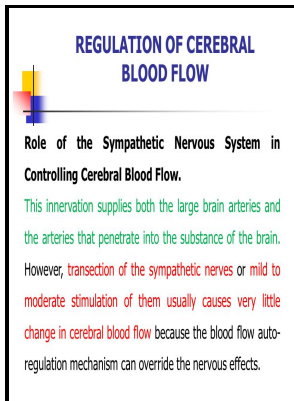 REGULATION OF CEREBRAL
BLOOD FLOW
Role of the Sympathetic Nervous System in
Controlling Cerebral Blood Flow.
This innervation supplies both the large brain arteries and
the arteries that penetrate into the substance of the brain.
However, transection of the sympathetic nerves or mild to
moderate stimulation of them usually causes very little
change in cerebral blood flow because the blood flow auto-
regulation mechanism can override the nervous effects.